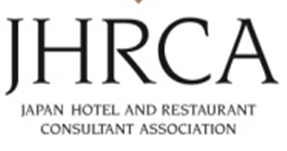 JHRCA
JAPAN HOTEL AND RESTAURANT
CONSULTANT ASSOCIATION